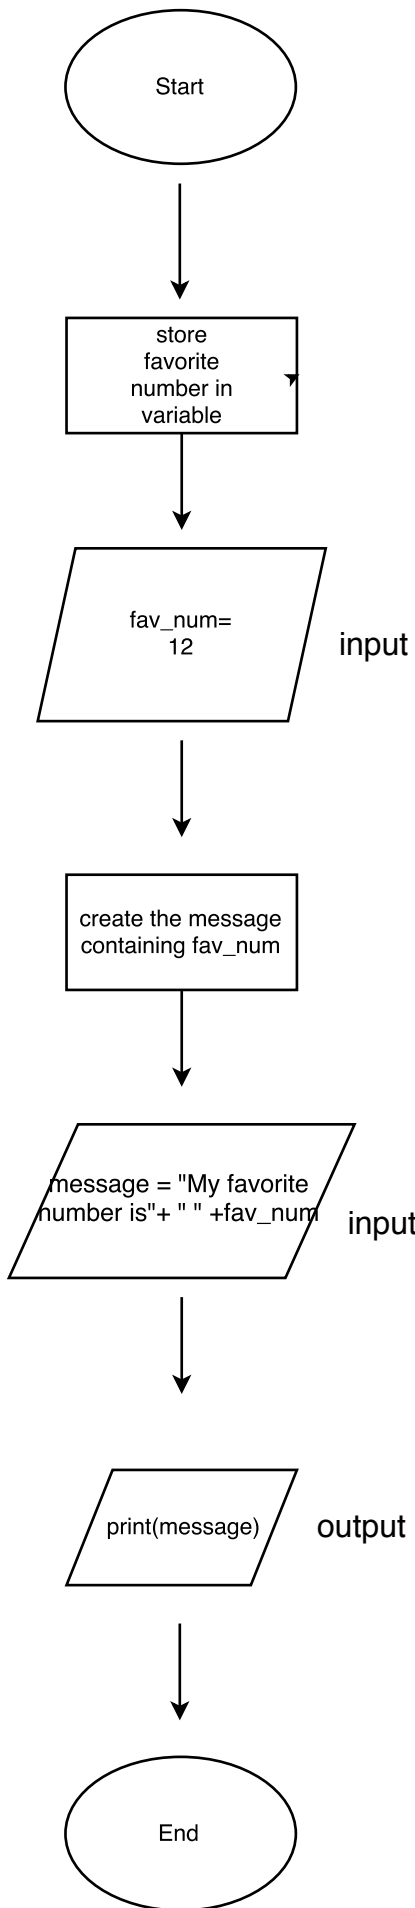 Start
store
favorite
number in
variable
fav_num=
12
input
create the message
containing fav_num
message = "My favorite
number is"+ " " +fav_num
input
print(message)
output
End